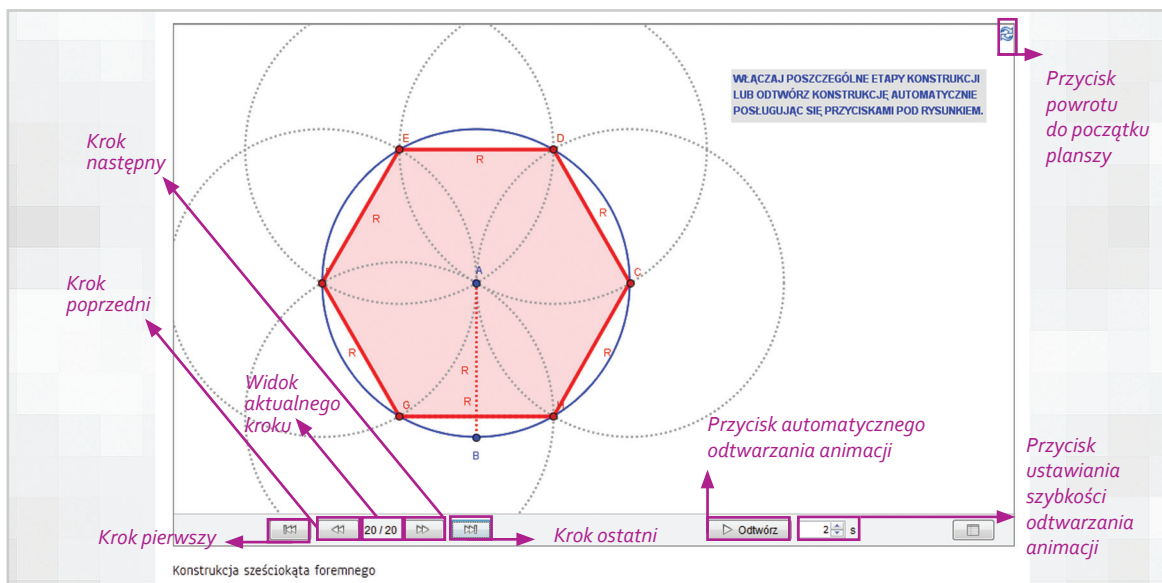 WŁĄCZAJ POSZCZEGÓLNE ETAPY KONSTRUKCJI
LUB ODTWÓRZ KONSTRUKCJĘ AUTOMATYCZNIE
POSŁUGUJĄC SIĘ PRZYCISKAMI POD RYSUNKIEM.
Przycisk
powrotu
do początku
planszy
Krok
następny
Krok
poprzedni
Widok
aktualnego
kroku
E
D
R
R
R
A
C
R
R
R
R
G
B
Przycisk automatycznego
odtwarzania animacji
Przycisk
ustawiania
szybkości
odtwarzania
animacji
Krok pierwszy
20 / 20
Krok ostatni
Odtwórz
2 s
Konstrukcja sześciokąta foremnego